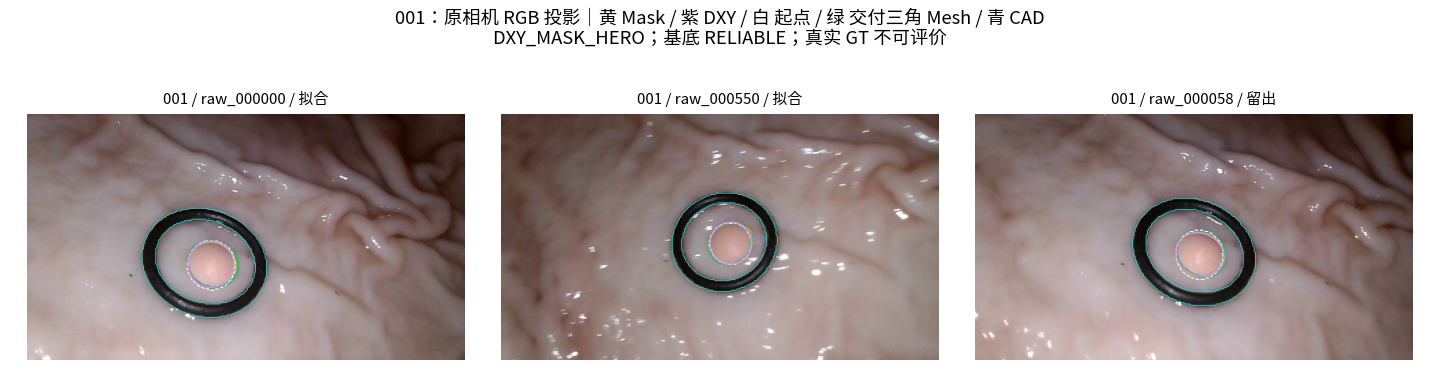 001：原相机 RGB 投影｜黄 Mask / 紫 DXY / 白 起点 / 绿 交付三角 Mesh / 青 CAD
DXY_MASK_HERO；基底 RELIABLE；真实 GT 不可评价
001 / raw_000000 / 拟合
001 / raw_000550 / 拟合
001 / raw_000058 / 留出